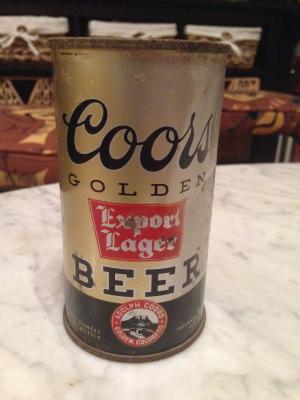 Coors
GOLDEN
Export
Lager
BEER
ADOLPH COORS
GOLDEN, COLORADO